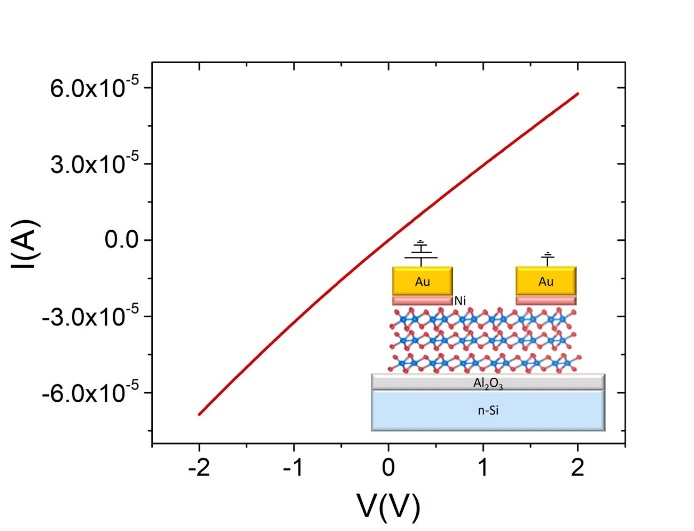 6.0x10⁻⁵
3.0x10⁻⁵
0.0
-3.0x10⁻⁵
-6.0x10⁻⁵
I(A)
Au
Au
Ni
Al₂O₃
n-Si
-2 -1 0 1 2
V(V)